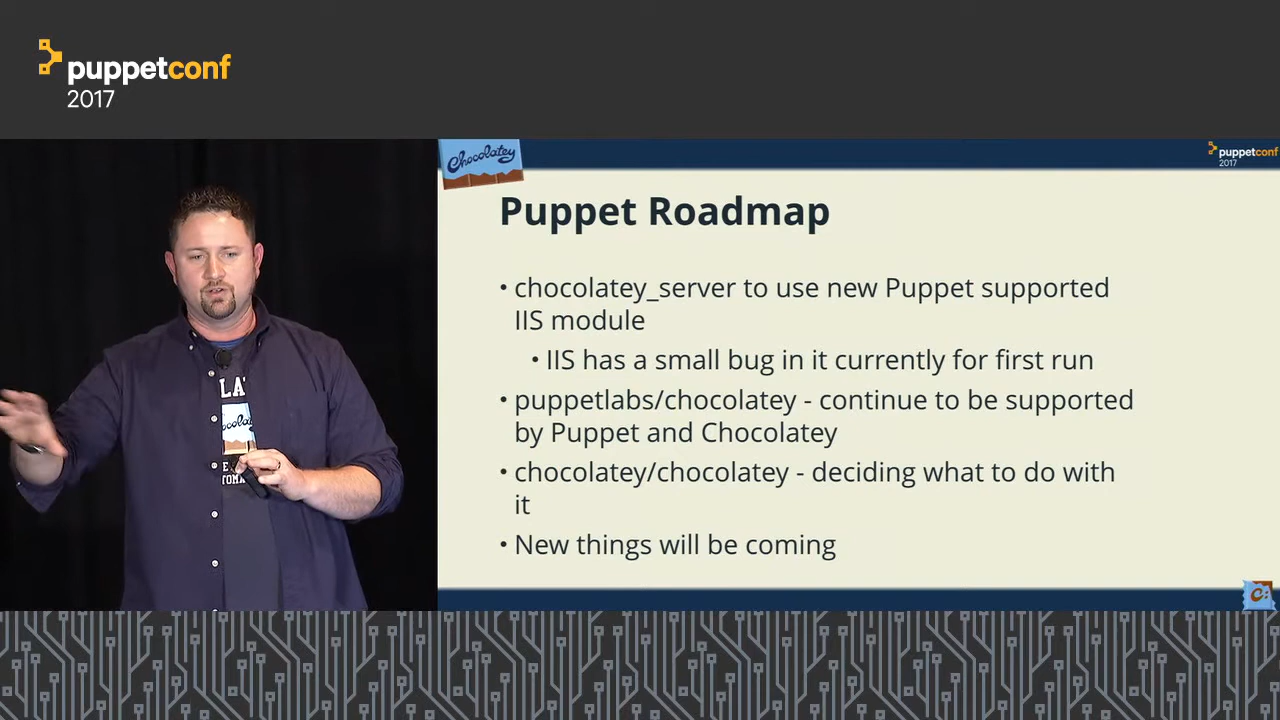 puppetconf
2017
Chocolatey
puppetconf
2017
Puppet Roadmap
• chocolatey_server to use new Puppet supported
IIS module
• IIS has a small bug in it currently for first run
• puppetlabs/chocolatey - continue to be supported
by Puppet and Chocolatey
• chocolatey/chocolatey - deciding what to do with
it
• New things will be coming
LA
ocolate